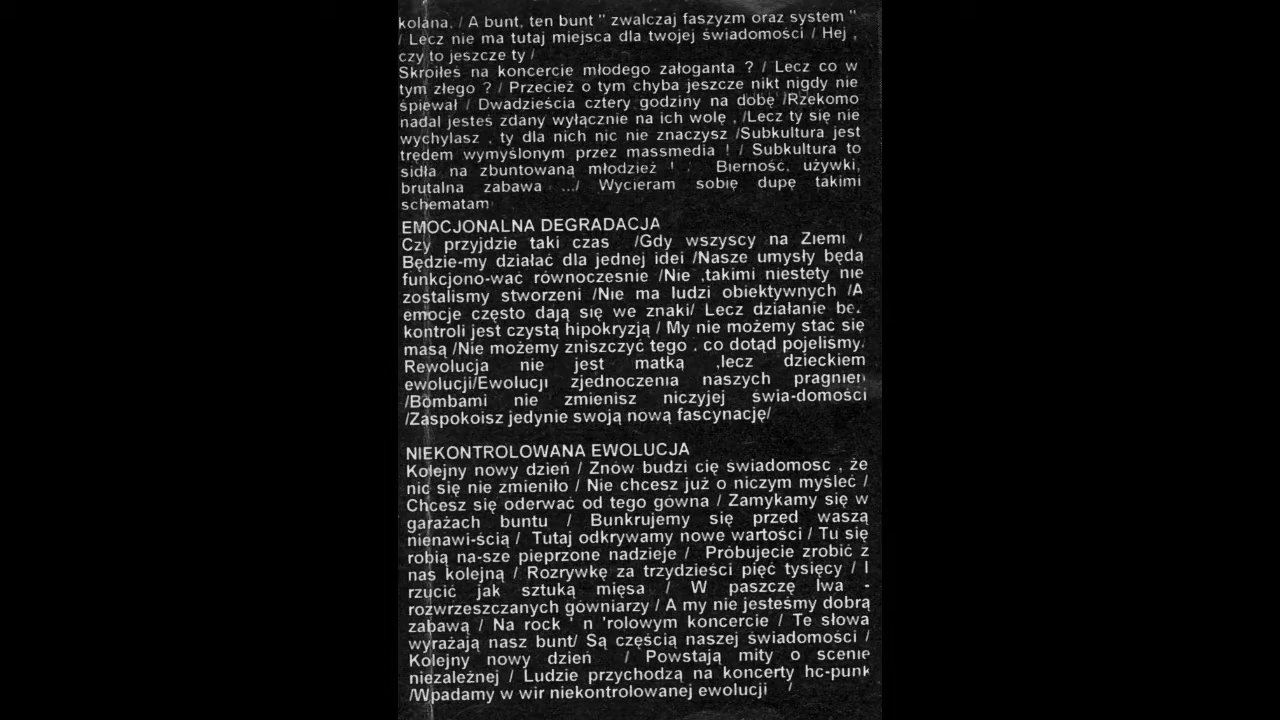 kolana, / A bunt, ten bunt " zwalczaj faszyzm oraz system "
/ Lecz nie ma tutaj miejsca dla twojej świadomości / Hej ,
czy to jeszcze ty /
Skroiłeś na koncercie młodego załoganta ? / Lecz co w
tym złego ? / Przecież o tym chyba jeszcze nikt nigdy nie
śpiewał / Dwadzieścia cztery godziny na dobę /Rzekomo
nadal jesteś zdany wyłącznie na ich wolę , /Lecz ty się nie
wychylasz , ty dla nich nic nie znaczysz /Subkultura jest
trędem wymyślonym przez massmedia ! / Subkultura to
sidła na zbuntowaną młodzież ! / Bierność, używki,
brutalna zabawa .../ Wycieram sobię dupę takimi
schematami
EMOCJONALNA DEGRADACJA
Czy przyjdzie taki czas /Gdy wszyscy na Ziemi /
Będzie-my działać dla jednej idei /Nasze umysły będą
funkcjono-wać równoczesnie /Nie ,takimi niestety nie
zostalismy stworzeni /Nie ma ludzi obiektywnych /A
emocje często dają się we znaki/ Lecz działanie bez
kontroli jest czystą hipokryzją / My nie możemy stać się
masą /Nie możemy zniszczyć tego , co dotąd pojeliśmy/
Rewolucja nie jest matką ,lecz dzieckiem
ewolucji/Ewolucji zjednoczenia naszych pragnień
/Bombami nie zmienisz niczyjej świa-domości
/Zaspokoisz jedynie swoją nową fascynację/
NIEKONTROLOWANA EWOLUCJA
Kolejny nowy dzień / Znów budzi cię świadomosc , że
nic się nie zmieniło / Nie chcesz już o niczym myśleć /
Chcesz się oderwać od tego gówna / Zamykamy się w
garażach buntu / Bunkrujemy się przed waszą
nienawi-ścią / Tutaj odkrywamy nowe wartości / Tu się
robią na-sze pieprzone nadzieje / Próbujecie zrobić z
nas kolejną / Rozrywkę za trzydzieści pięć tysięcy / I
rzucić jak sztuką mięsa / W paszczę lwa -
rozwrzeszczanych gówniarzy / A my nie jesteśmy dobrą
zabawą / Na rock ' n 'rolowym koncercie / Te słowa
wyrażają nasz bunt/ Są częścią naszej świadomości /
Kolejny nowy dzień / Powstają mity o scenie
niezależnej / Ludzie przychodzą na koncerty hc-punk
/Wpadamy w wir niekontrolowanej ewolucji /